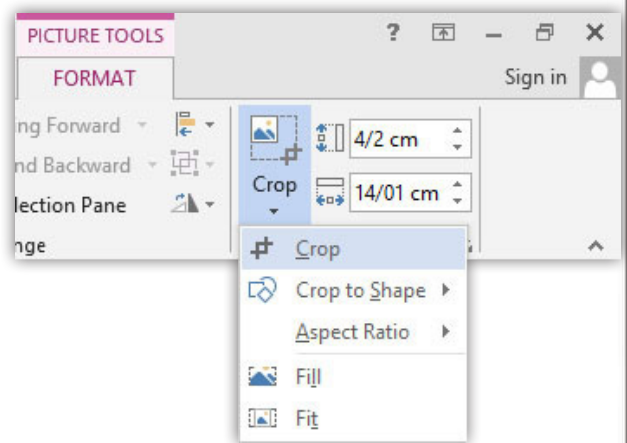 PICTURE TOOLS ?
FORMAT Sign in
ing Forward
nd Backward
lection Pane
nge
4/2 cm
14/01 cm
Crop
Crop
Crop to Shape
Aspect Ratio
Fill
Fit